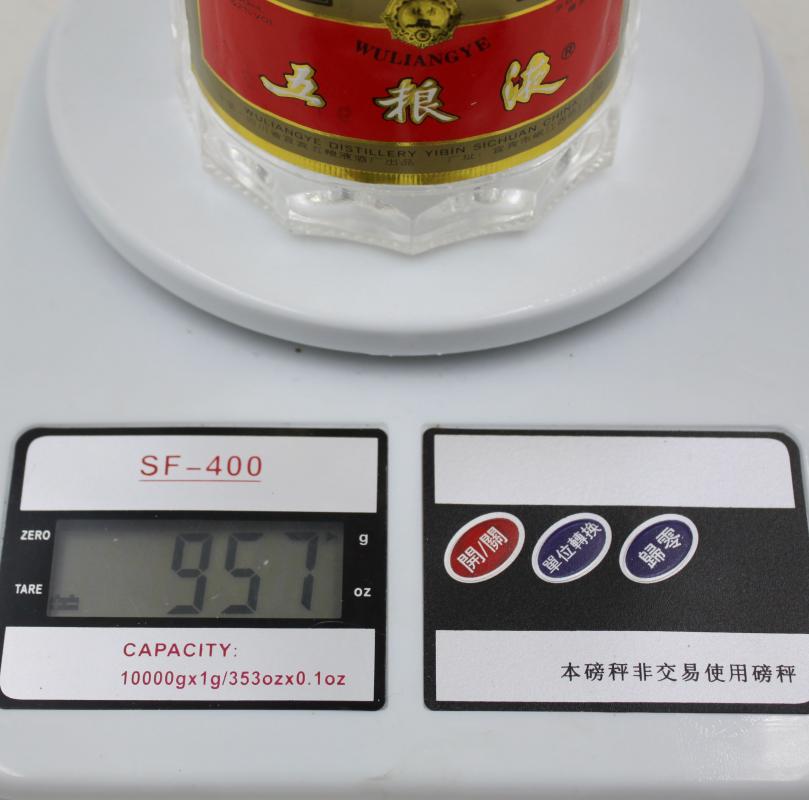 WULIANGYE
五粮液®
WULIANGYE DISTILLERY YIBIN SICHUAN CHINA
SF-400
ZERO
g
957
TARE
oz
CAPACITY:
10000gx1g/353ozx0.1oz
開/關
單位轉換
歸零
本磅秤非交易使用磅秤